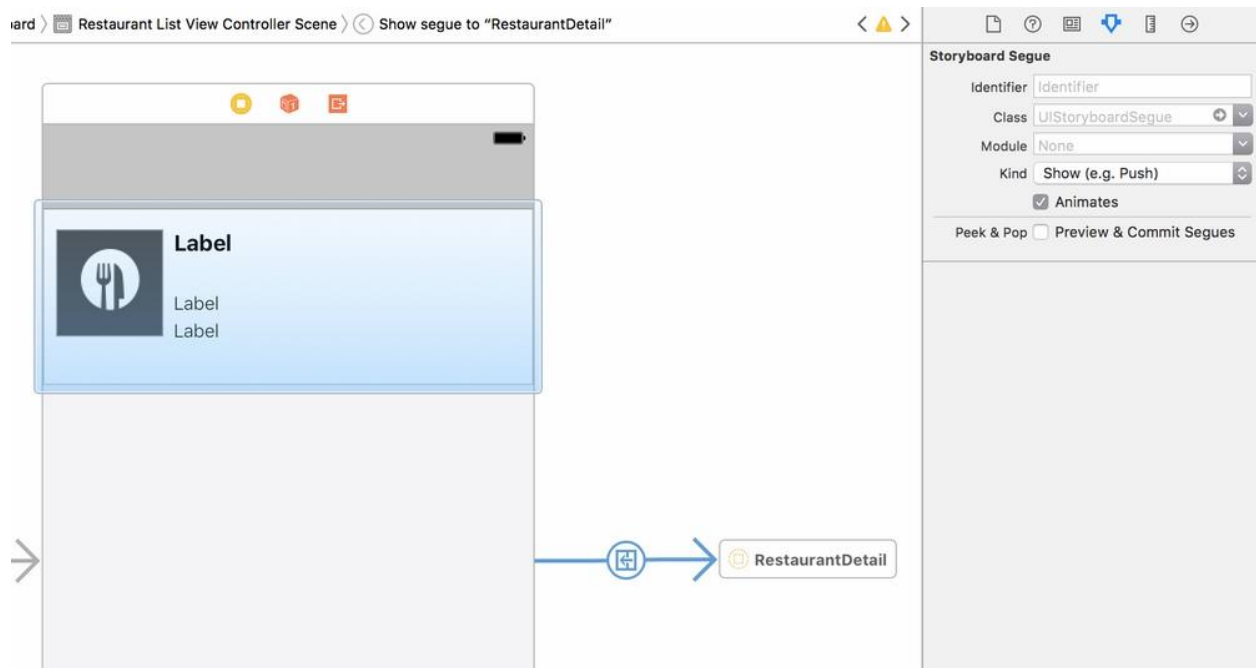 ard 〉 Restaurant List View Controller Scene 〉 Show segue to “RestaurantDetail”
Storyboard Segue
Identifier Identifier
Class UIStoryboardSegue
Module None
Kind Show (e.g. Push)
Animates
Peek & Pop Preview & Commit Segues
Label
Label
Label
RestaurantDetail